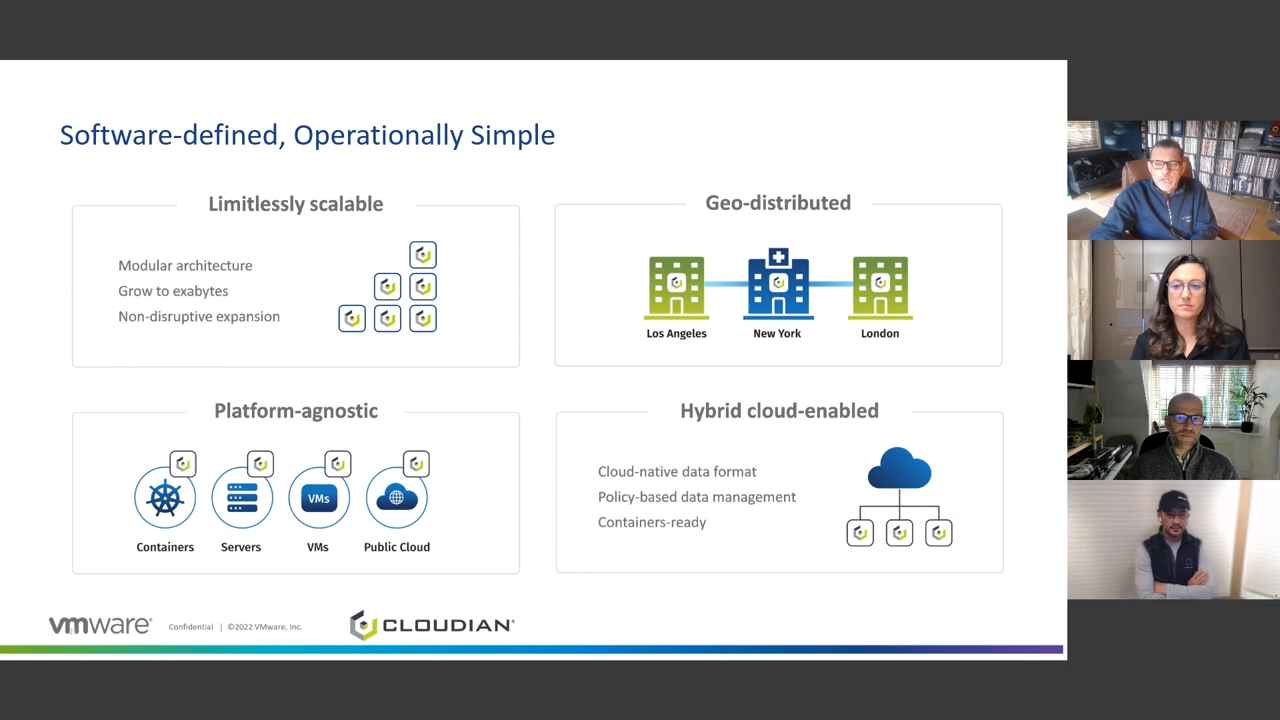 Software-defined, Operationally Simple
Limitlessly scalable
Modular architecture
Grow to exabytes
Non-disruptive expansion
Geo-distributed
Los Angeles
New York
London
Platform-agnostic
VMs
Containers
Servers
VMs
Public Cloud
Hybrid cloud-enabled
Cloud-native data format
Policy-based data management
Containers-ready
vmware®
Confidential | ©2022 VMware, Inc.
CLOUDIAN®